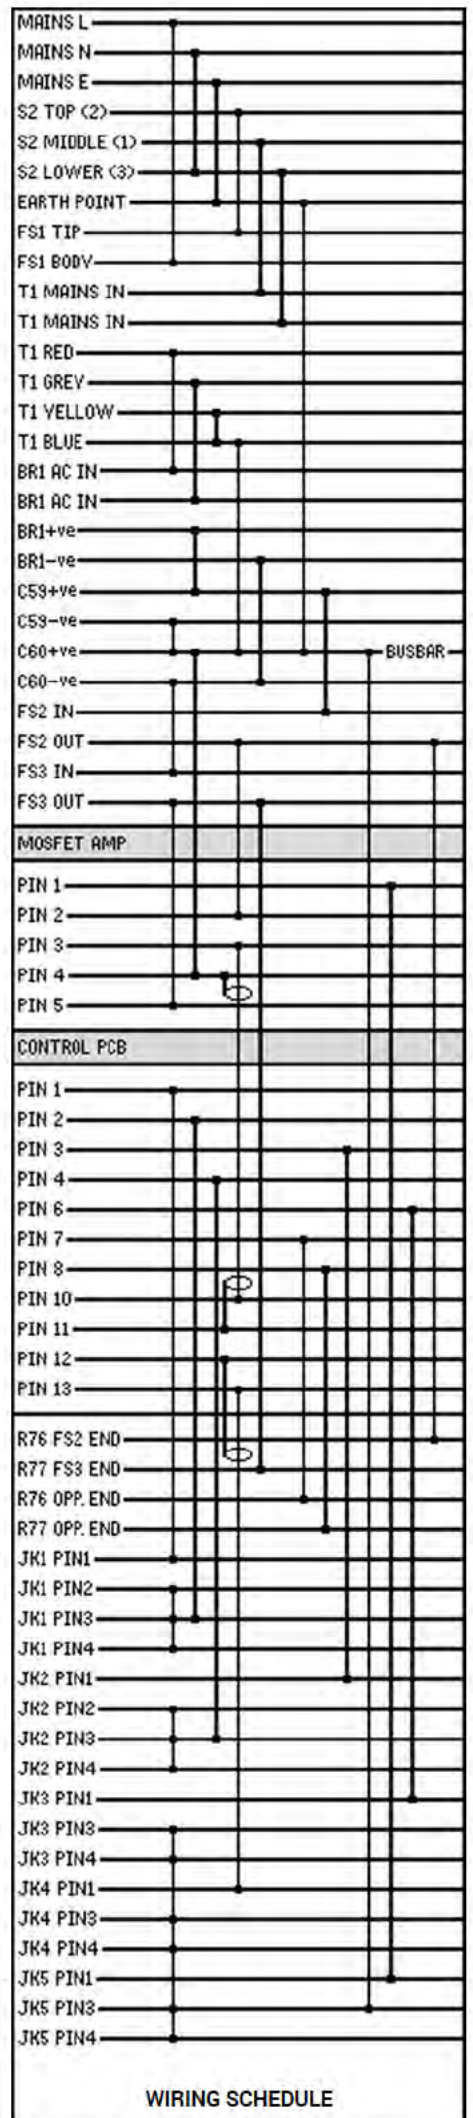 MAINS L
MAINS N
MAINS E
S2 TOP (2)
S2 MIDDLE (1)
S2 LOWER (3)
EARTH POINT
FS1 TIP
FS1 BODY
T1 MAINS IN
T1 MAINS IN
T1 RED
T1 GREY
T1 YELLOW
T1 BLUE
BR1 AC IN
BR1 AC IN
BR1+ve
BR1-ve
C59+ve
C59-ve
C60+ve BUSBAR
C60-ve
FS2 IN
FS2 OUT
FS3 IN
FS3 OUT
MOSFET AMP
PIN 1
PIN 2
PIN 3
PIN 4
PIN 5
CONTROL PCB
PIN 1
PIN 2
PIN 3
PIN 4
PIN 6
PIN 7
PIN 8
PIN 10
PIN 11
PIN 12
PIN 13
R76 FS2 END
R77 FS3 END
R76 OPP. END
R77 OPP. END
JK1 PIN1
JK1 PIN2
JK1 PIN3
JK1 PIN4
JK2 PIN1
JK2 PIN2
JK2 PIN3
JK2 PIN4
JK3 PIN1
JK3 PIN3
JK3 PIN4
JK4 PIN1
JK4 PIN3
JK4 PIN4
JK5 PIN1
JK5 PIN3
JK5 PIN4
WIRING SCHEDULE